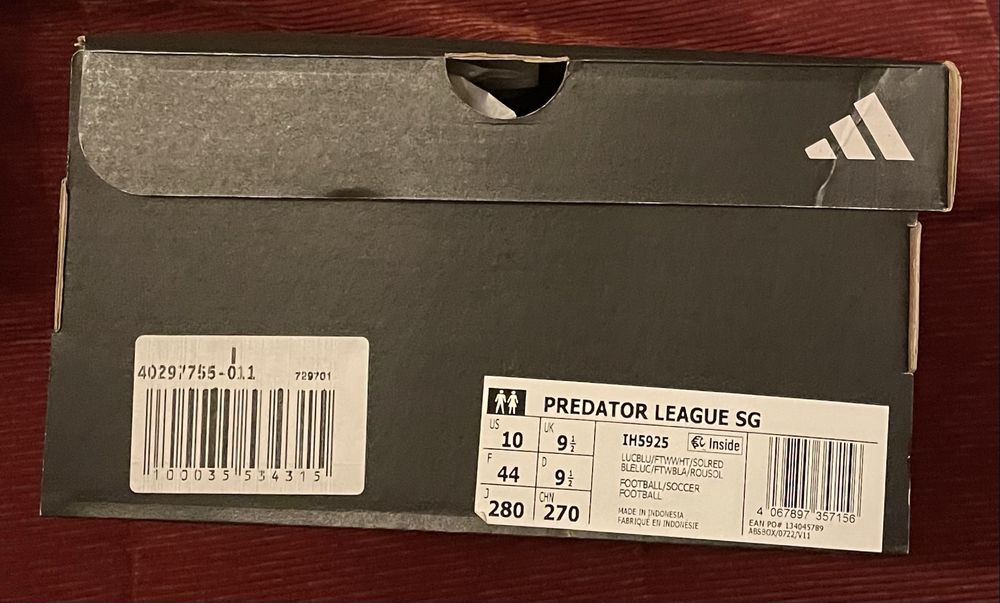 40297755-011
729701
100035 534315
PREDATOR LEAGUE SG
US 10
UK 9 1/2
F 44
D 9 1/2
J 280
CHN 270
IH5925
Inside
LUCBLU/FTWWHT/SOLRED
BLELUC/FTWBLA/ROUSOL
FOOTBALL/SOCCER
FOOTBALL
MADE IN INDONESIA
FABRIQUÉ EN INDONÉSIE
4 067897 357156
EAN PO# 134045789
ABSBOX/0722/V11